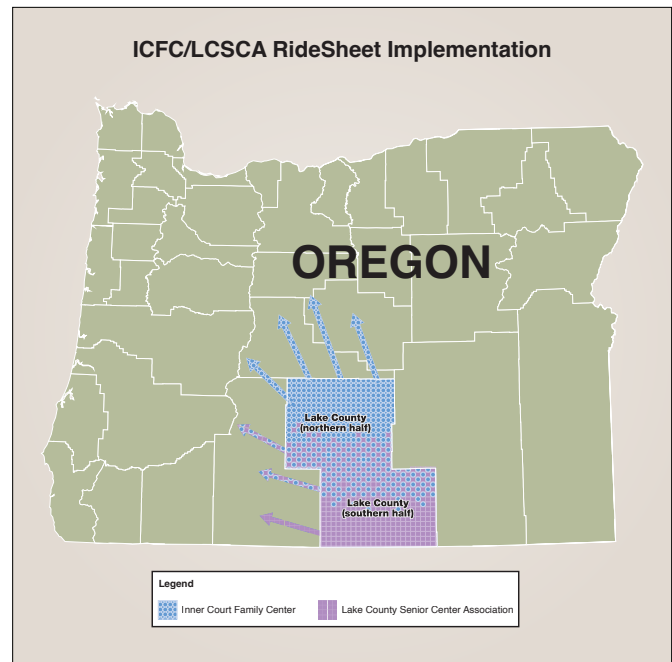 ICFC/LCSCA RideSheet Implementation
OREGON
Lake County
(northern half)
Lake County
(southern half)
Legend
Inner Court Family Center
Lake County Senior Center Association